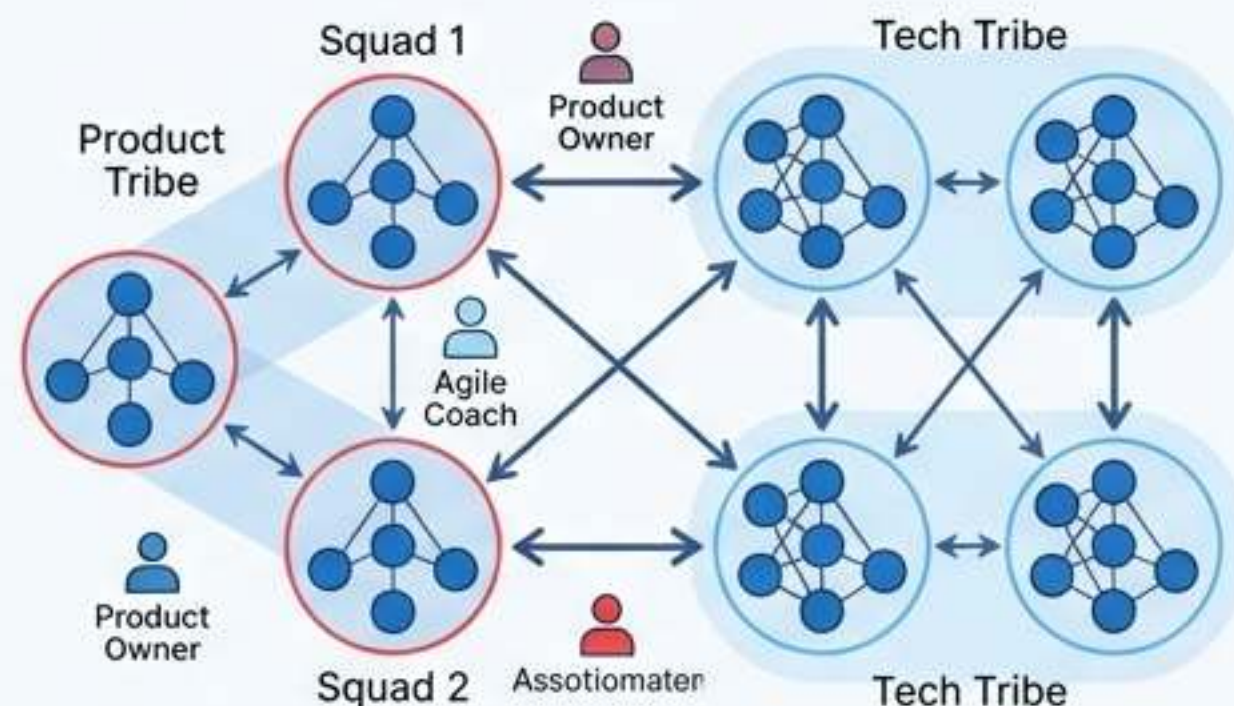 Squad 1
Product
Owner
Tech Tribe
Product
Tribe
Agile
Coach
Product
Owner
Squad 2
Assotiomater
Tech Tribe